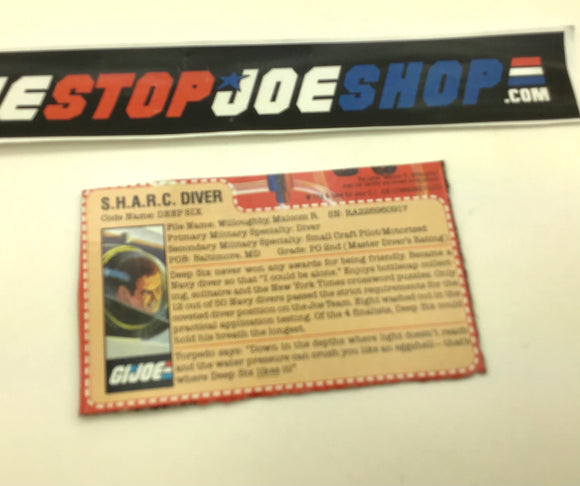 ESTOPJOESHOP
.COM
S.H.A.R.C. DIVER
Code Name: DEEP SIX
File Name: Willoughby, Malcom R. SN: RA225960917
Primary Military Specialty: Diver
Secondary Military Specialty: Small Craft Pilot/Motorized
POB: Baltimore, MD Grade: PO 2nd (Master Diver's Rating)
Deep Six never won any awards for being friendly. Became a
Navy diver so that "I could be alone." Enjoys bottlecap collect-
ing, solitaire and the New York Times crossword puzzles. Only
12 out of 50 Navy divers passed the strict requirements for the
coveted diver position on the Joe Team. Eight washed out in the
practical application testing. Of the 4 finalists, Deep Six could
hold his breath the longest.
Torpedo says: "Down in the depths where light doesn't reach
and the water pressure can crush you like an eggshell—that's
where Deep Six likes it!"
GI JOE